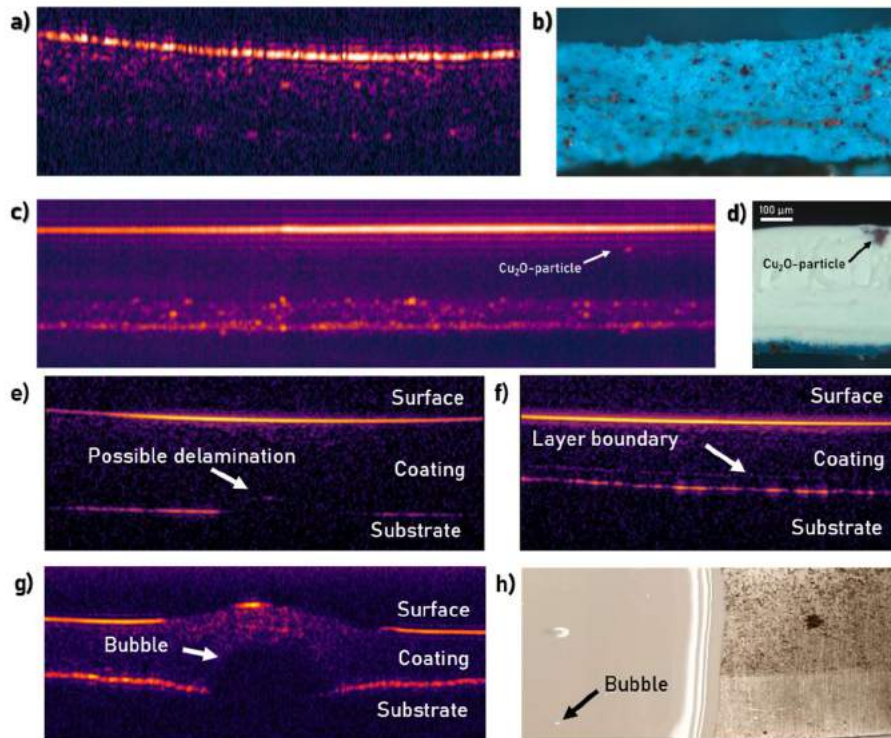 a)
b)
c)
Cu₂O-particle
d)
100 µm
Cu₂O-particle
e)
Surface
Possible delamination
Coating
Substrate
f)
Surface
Layer boundary
Coating
Substrate
g)
Surface
Bubble
Coating
Substrate
h)
Bubble